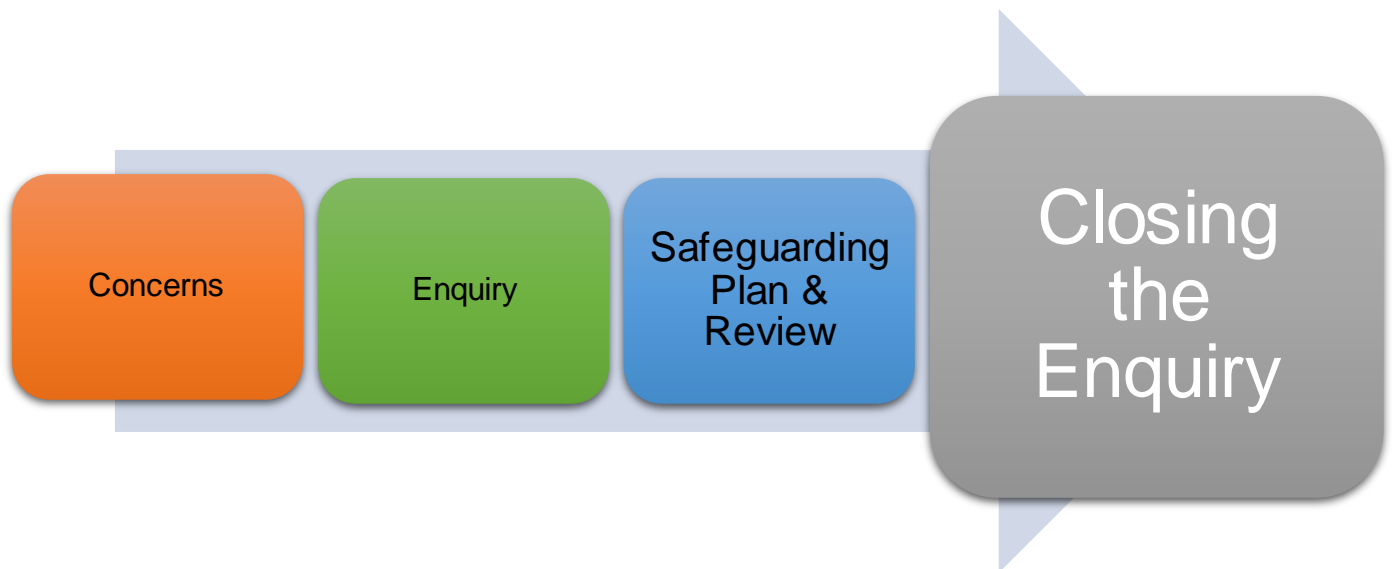 Concerns
Enquiry
Safeguarding
Plan &
Review
Closing
the
Enquiry